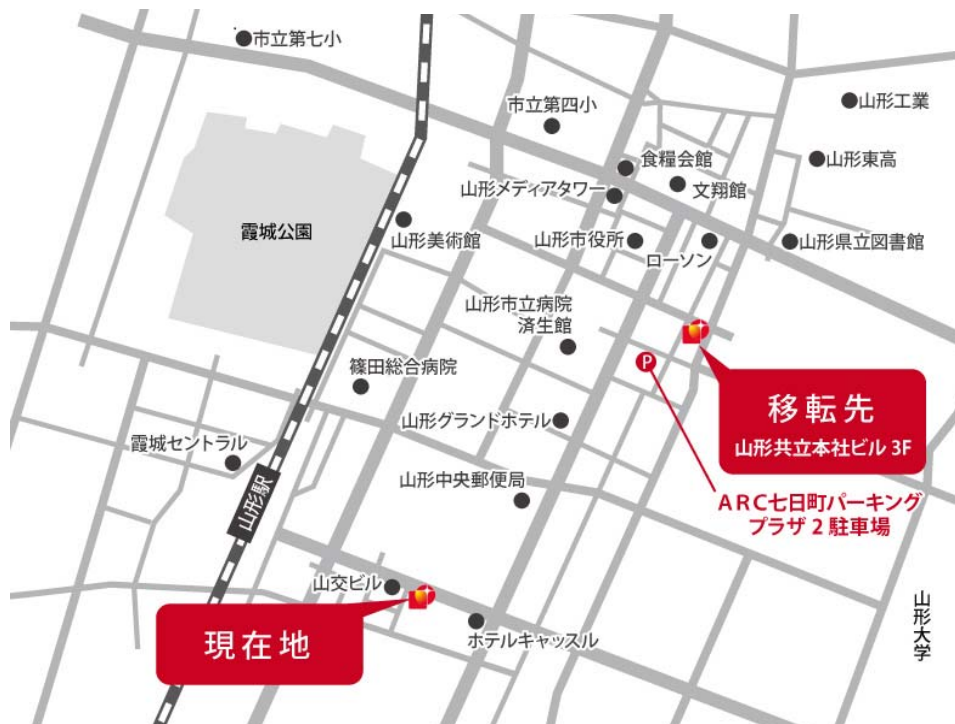 市立第七小
市立第四小
山形工業
食糧会館
山形東高
山形メディアタワー
文翔館
霞城公園
山形美術館
山形市役所
ローソン
山形県立図書館
山形市立病院
済生館
P
篠田総合病院
移転先
山形共立本社ビル 3F
山形グランドホテル
霞城セントラル
山形中央郵便局
ARC七日町パーキング
プラザ 2 駐車場
山形駅
山交ビル
現在地
ホテルキャッスル
山形大学